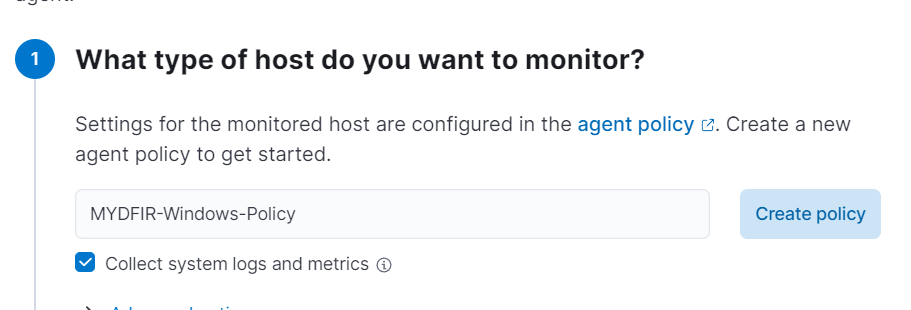 agent.
1 What type of host do you want to monitor?
Settings for the monitored host are configured in the agent policy. Create a new
agent policy to get started.
MYDFIR-Windows-Policy Create policy
Collect system logs and metrics